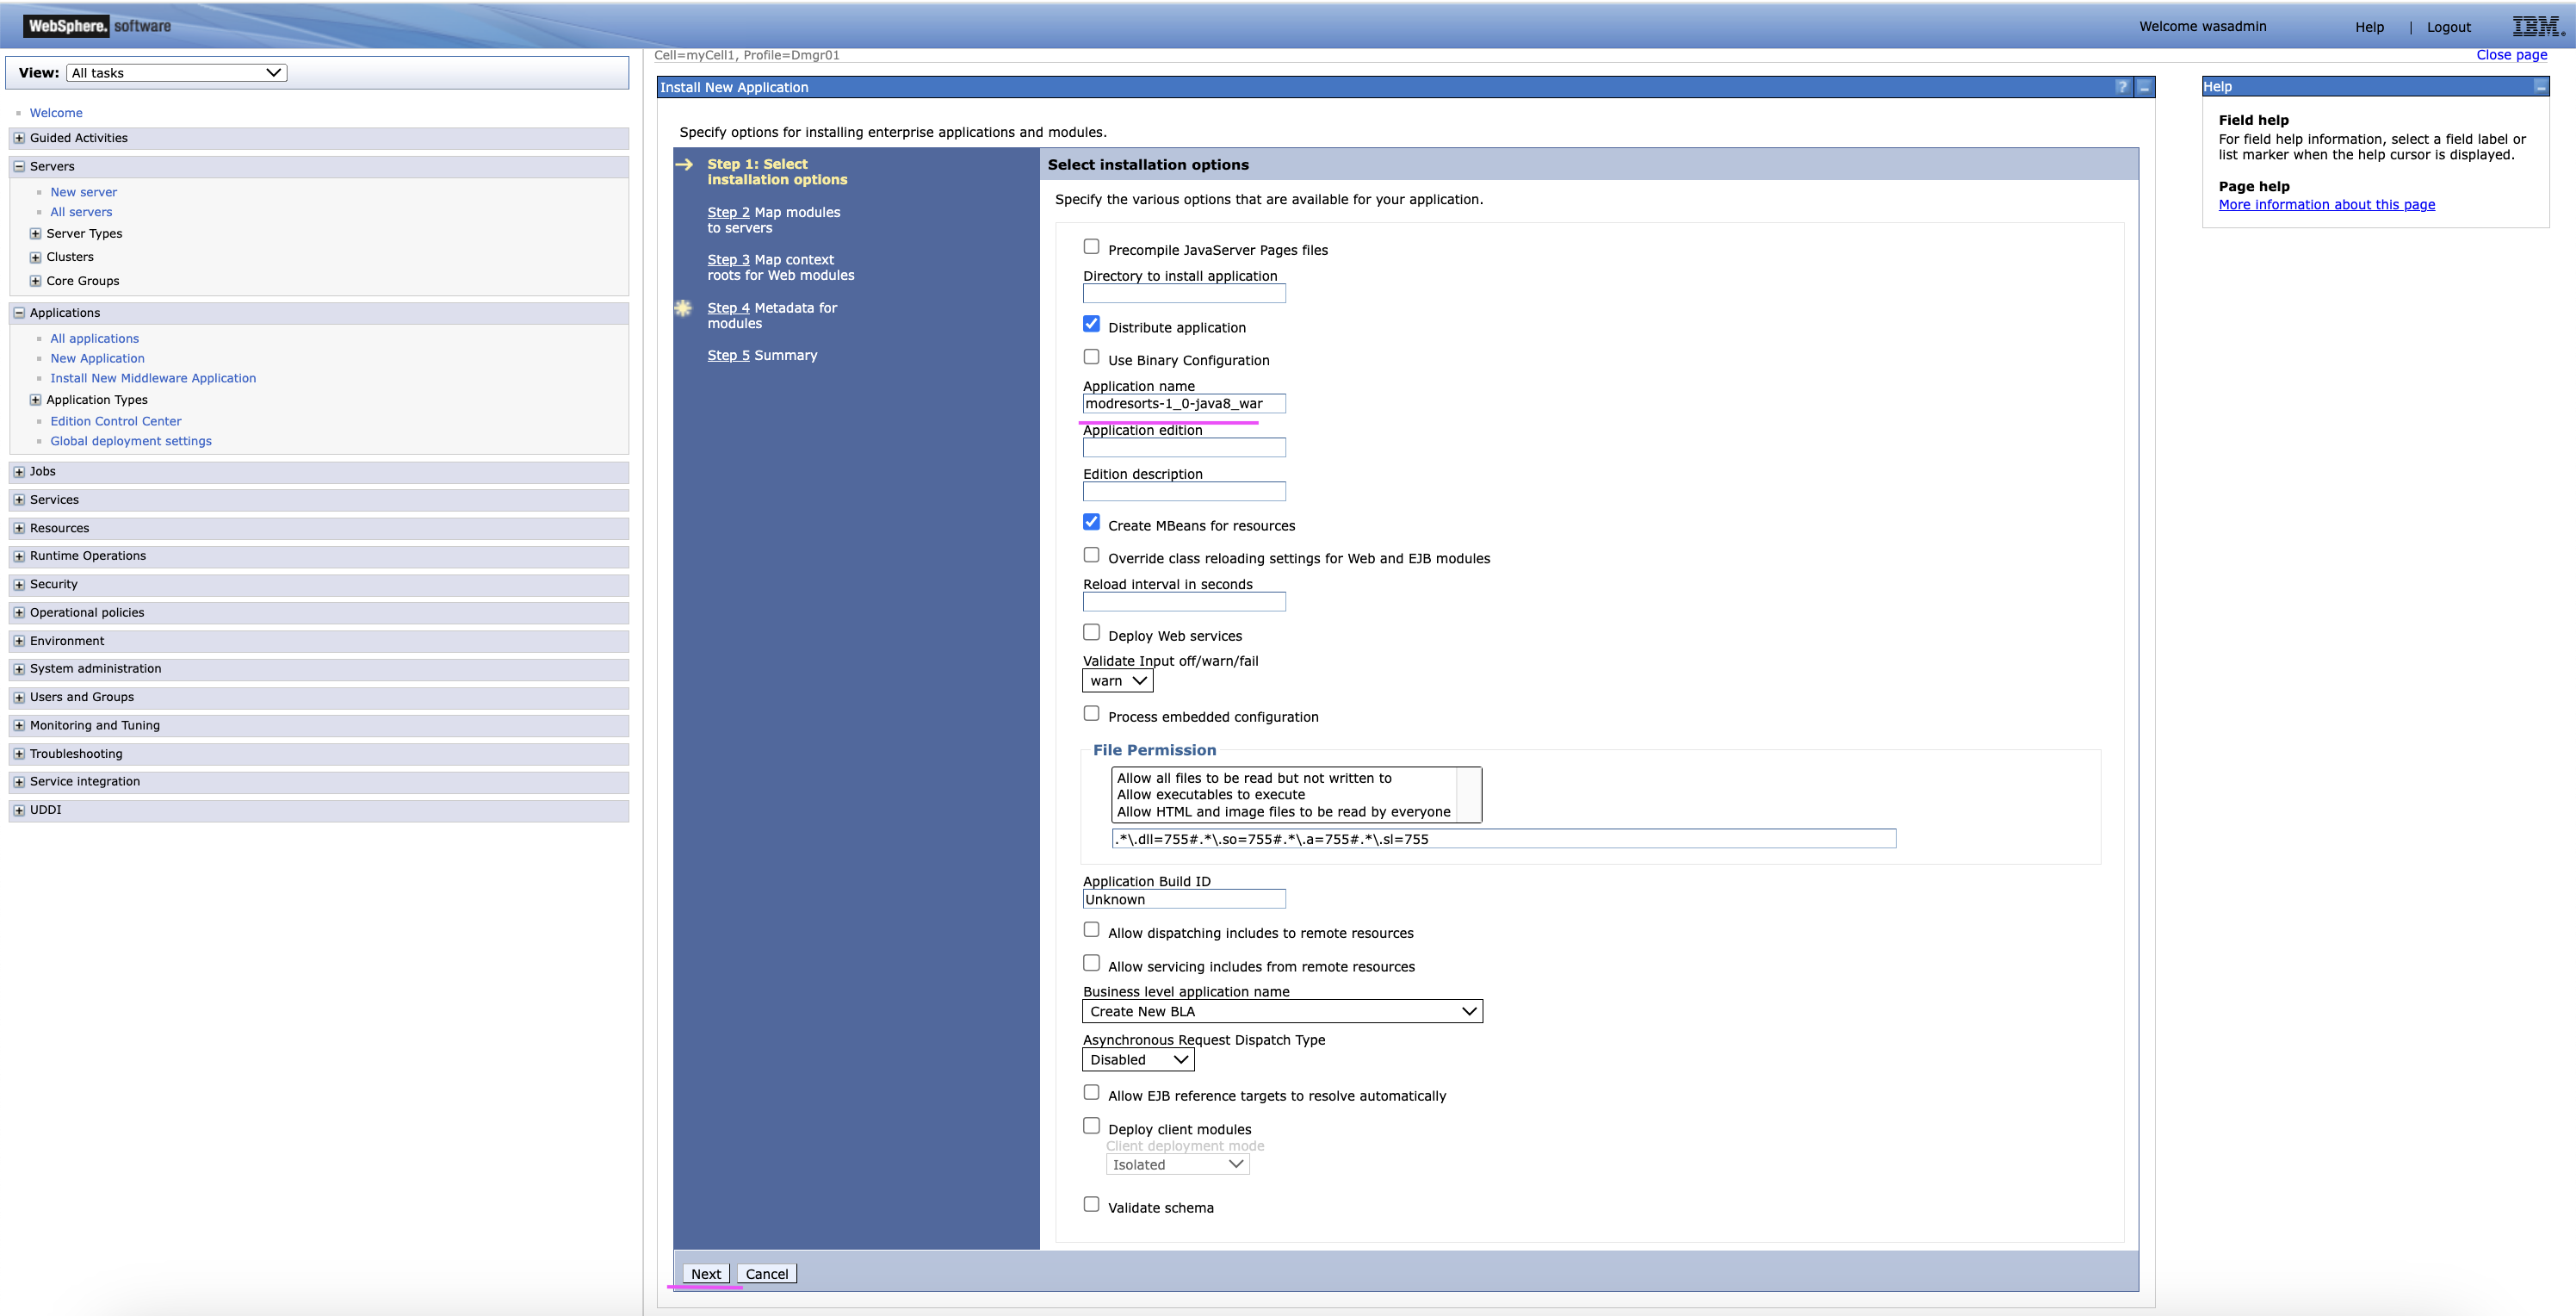 WebSphere. software
Welcome wasadmin
Help | Logout
IBM.
View: All tasks
Welcome
Guided Activities
Servers
New server
All servers
Server Types
Clusters
Core Groups
Applications
All applications
New Application
Install New Middleware Application
Application Types
Edition Control Center
Global deployment settings
Jobs
Services
Resources
Runtime Operations
Security
Operational policies
Environment
System administration
Users and Groups
Monitoring and Tuning
Troubleshooting
Service integration
UDDI
Cell=myCell1, Profile=Dmgr01
Close page
Install New Application
?
Specify options for installing enterprise applications and modules.
Step 1: Select
installation options
Step 2 Map modules
to servers
Step 3 Map context
roots for Web modules
Step 4 Metadata for
modules
Step 5 Summary
Select installation options
Specify the various options that are available for your application.
Precompile JavaServer Pages files
Directory to install application
Distribute application
Use Binary Configuration
Application name
modresorts-1_0-java8_war
Application edition
Edition description
Create MBeans for resources
Override class reloading settings for Web and EJB modules
Reload interval in seconds
Deploy Web services
Validate Input off/warn/fail
warn
Process embedded configuration
File Permission
Allow all files to be read but not written to
Allow executables to execute
Allow HTML and image files to be read by everyone
.*\.dll=755#.*\.so=755#.*\.a=755#.*\.sl=755
Application Build ID
Unknown
Allow dispatching includes to remote resources
Allow servicing includes from remote resources
Business level application name
Create New BLA
Asynchronous Request Dispatch Type
Disabled
Allow EJB reference targets to resolve automatically
Deploy client modules
Client deployment mode
Isolated
Validate schema
Next Cancel
Help
Field help
For field help information, select a field label or
list marker when the help cursor is displayed.
Page help
More information about this page